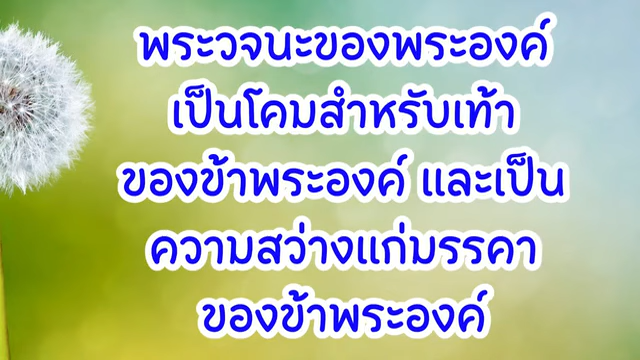 พระวจนะของพระองค์
เป็นโคมสำหรับเท้า
ของข้าพระองค์ และเป็น
ความสว่างแก่มรรคา
ของข้าพระองค์